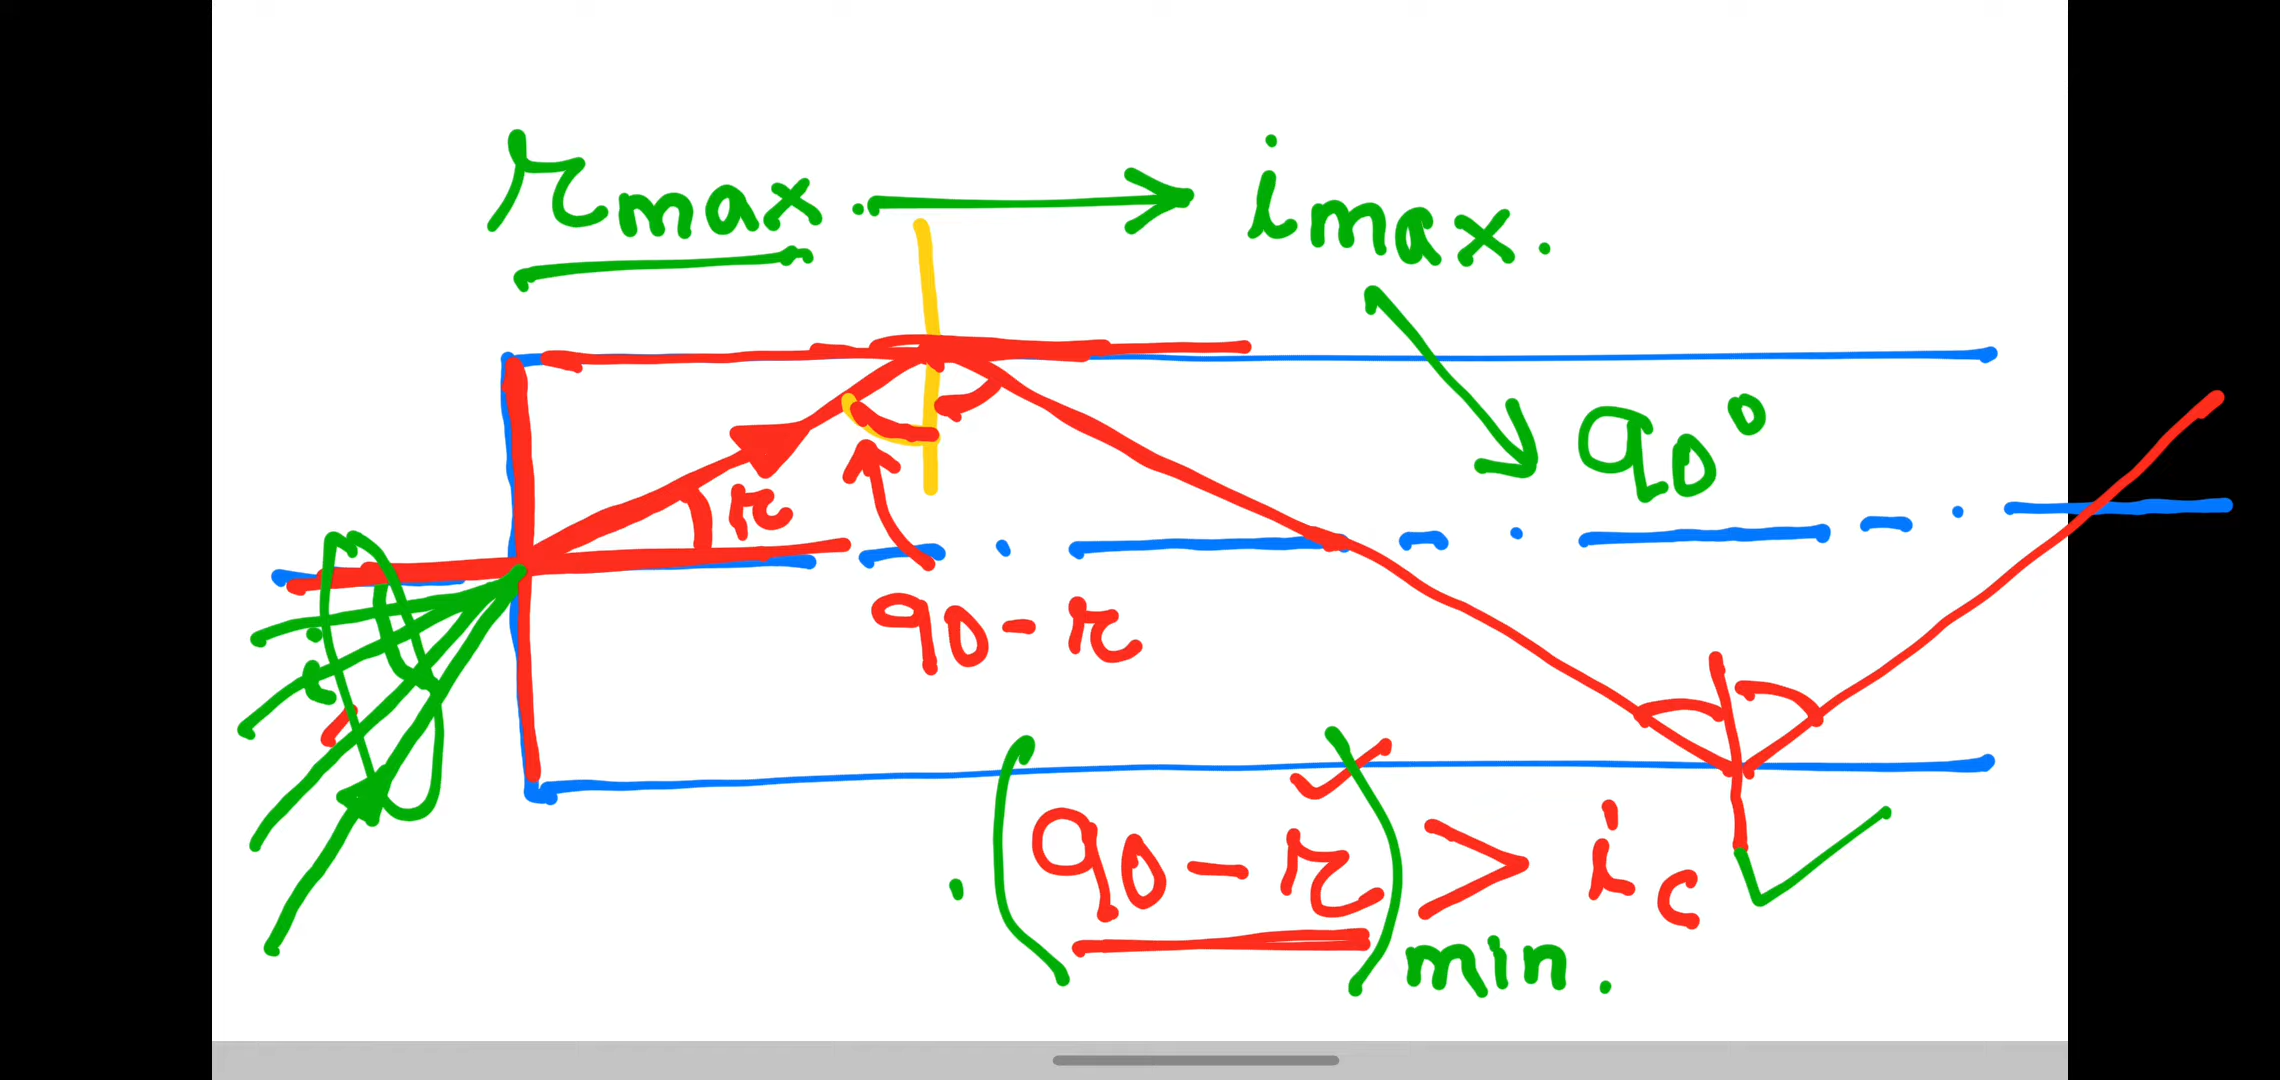 rmax. → imax.
90°
r
i
90-r
(90-r)min. > ic